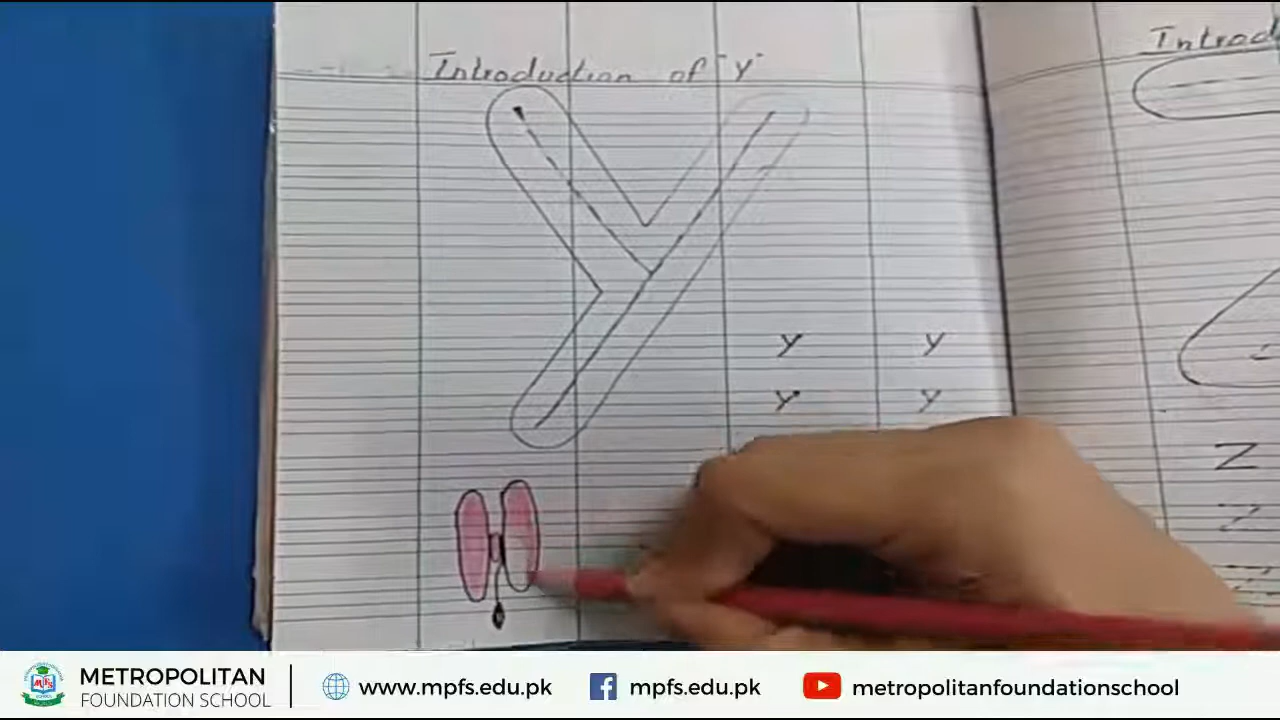 Introduction of "Y"
Introd
y y
y y
Z
Z
METROPOLITAN
FOUNDATION SCHOOL
www.mpfs.edu.pk
mpfs.edu.pk
metropolitanfoundationschool